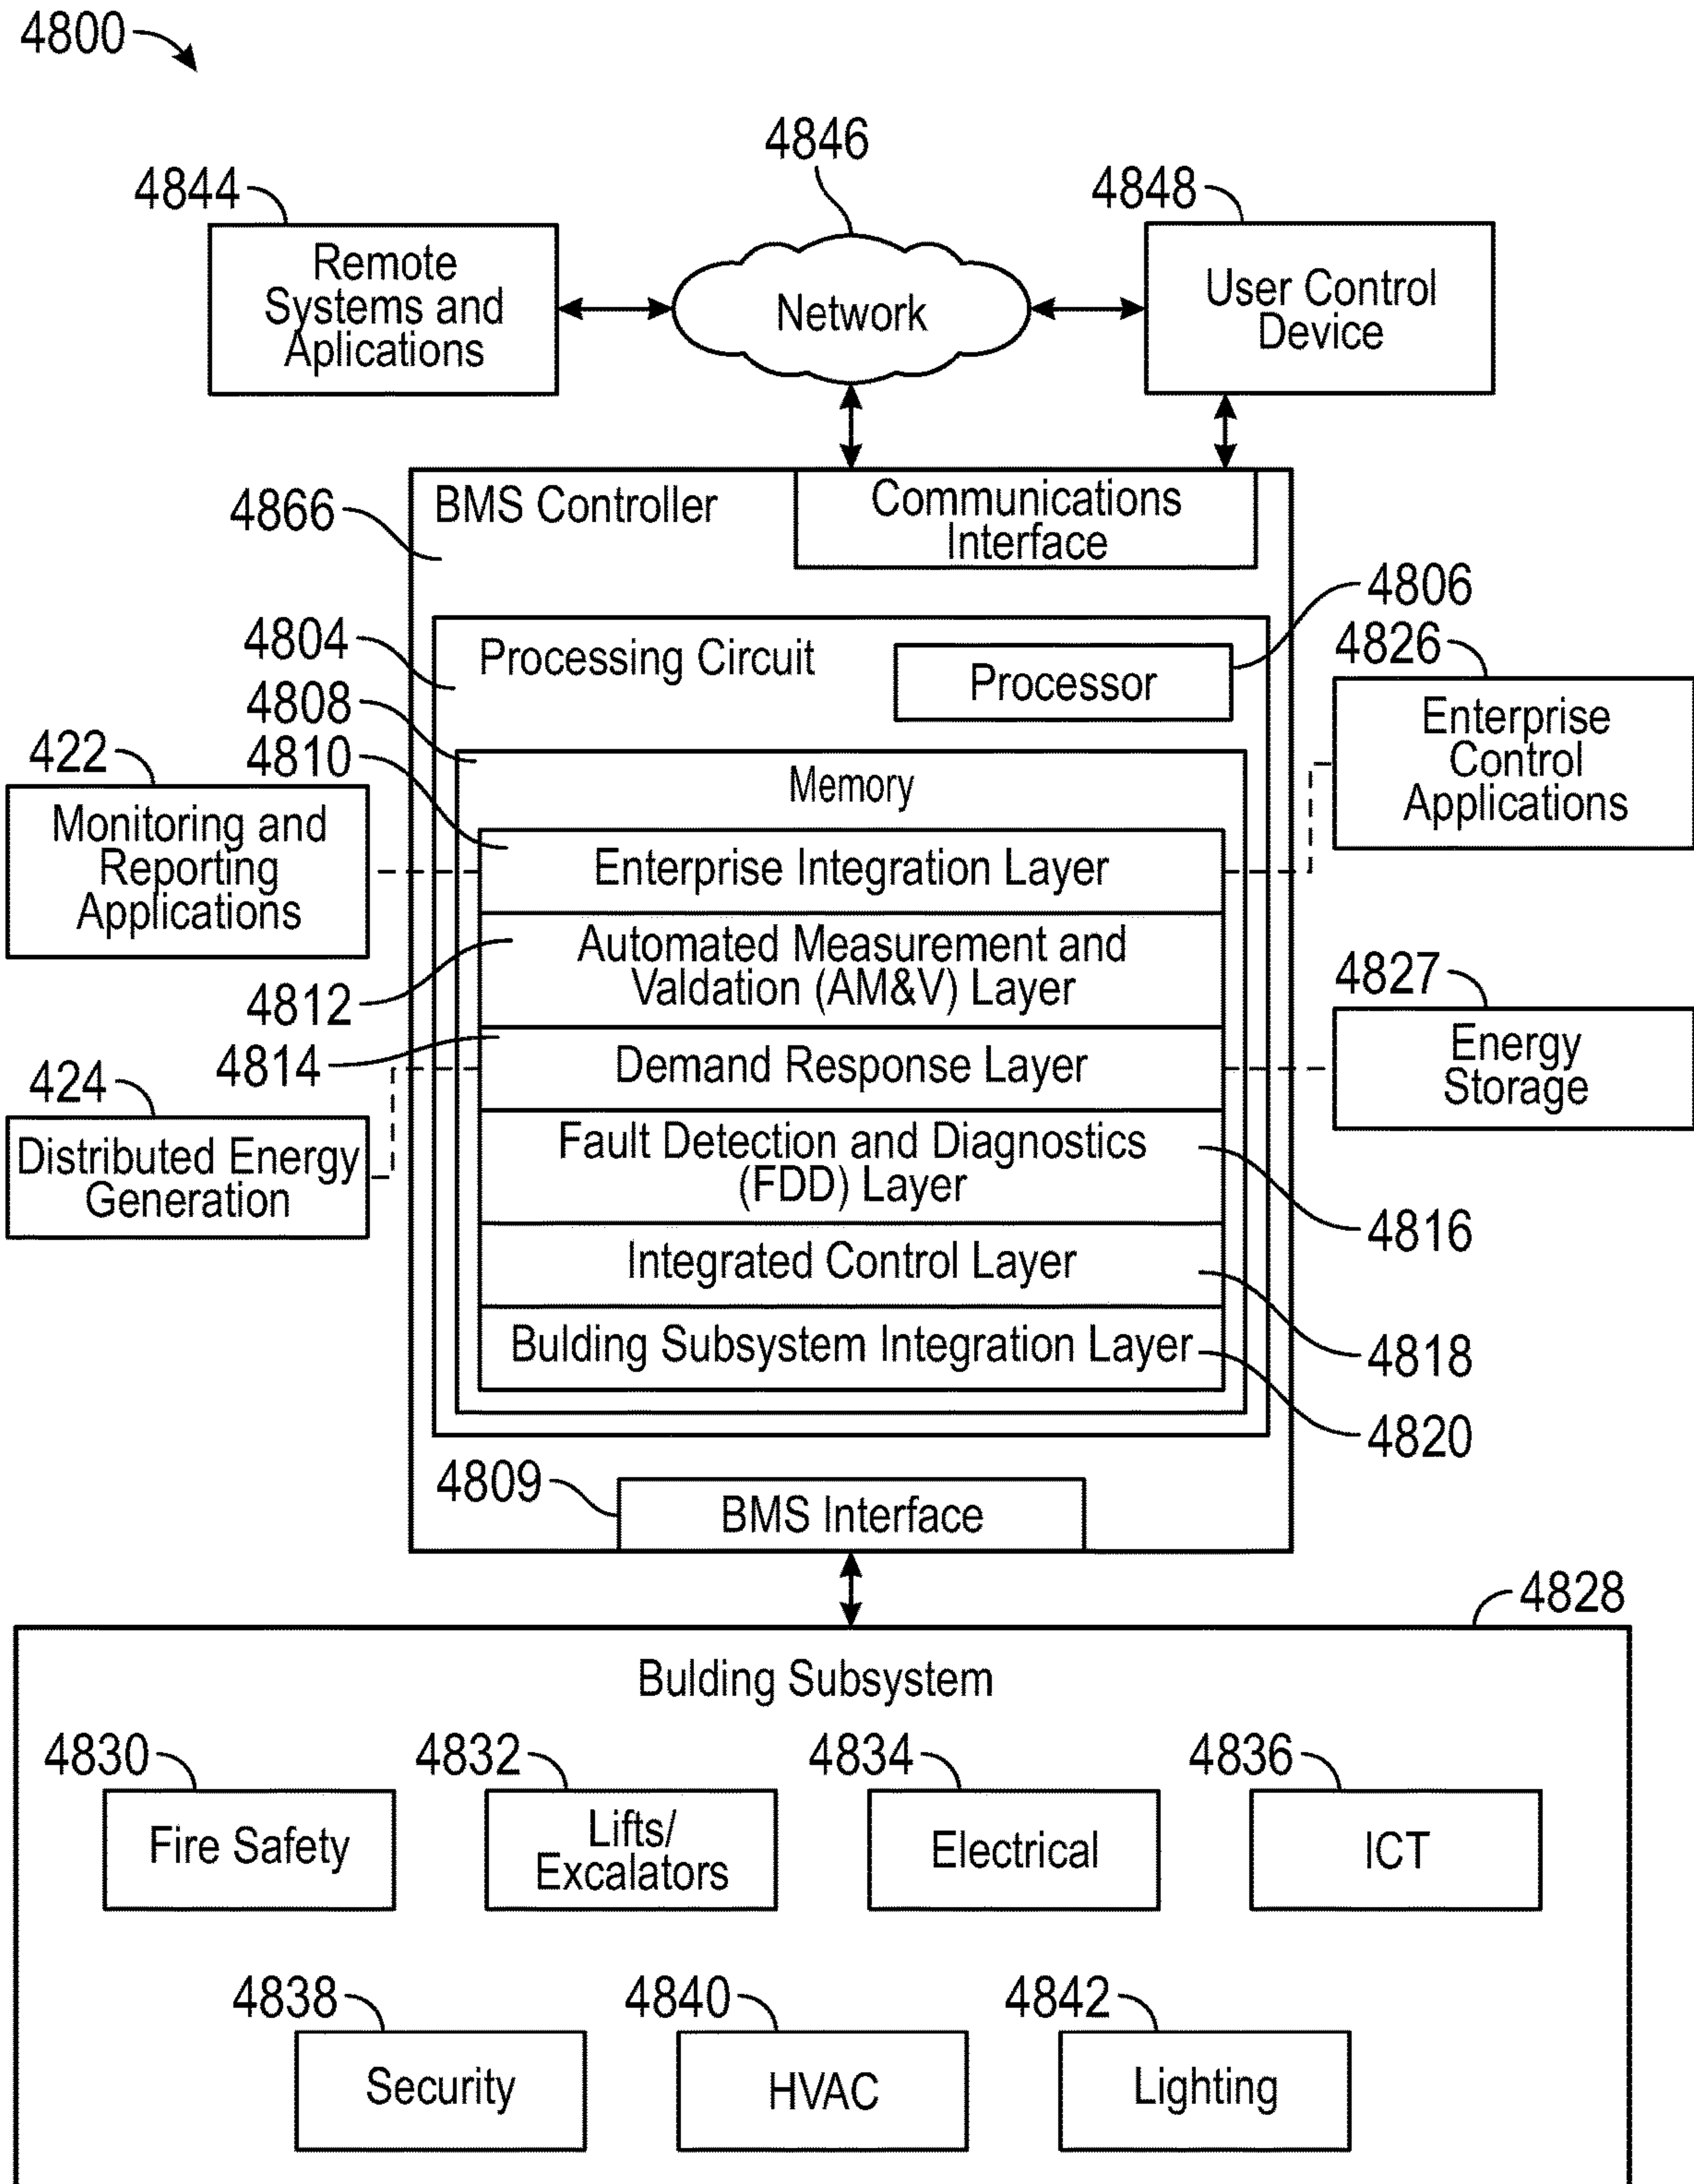 4800
4846
4844
4848
Remote
Systems and
Aplications
Network
User Control
Device
4866
BMS Controller
Communications
Interface
4806
4804
Processing Circuit
Processor
4826
4808
Enterprise
Control
Applications
422
4810
Memory
Monitoring and
Reporting
Applications
Enterprise Integration Layer
4812
Automated Measurement and
Valdation (AM&V) Layer
4827
4814
Demand Response Layer
Energy
Storage
424
Distributed Energy
Generation
Fault Detection and Diagnostics
(FDD) Layer
4816
Integrated Control Layer
4818
Bulding Subsystem Integration Layer
4820
4809
BMS Interface
4828
Bulding Subsystem
4830
4832
4834
4836
Fire Safety
Lifts/
Excalators
Electrical
ICT
4838
4840
4842
Security
HVAC
Lighting